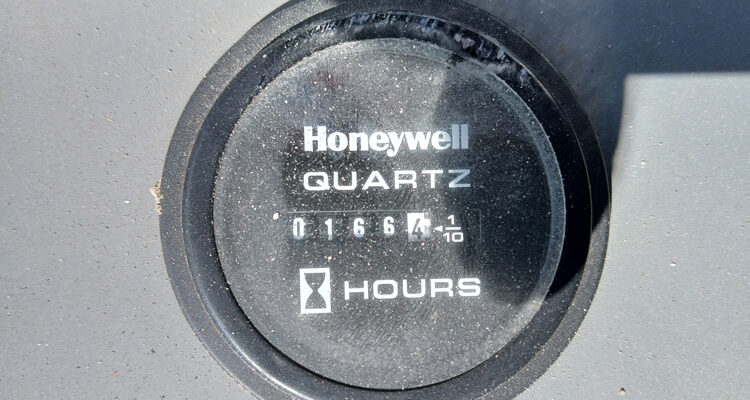 Honeywell
QUARTZ
01664 ◄ 1/10
HOURS